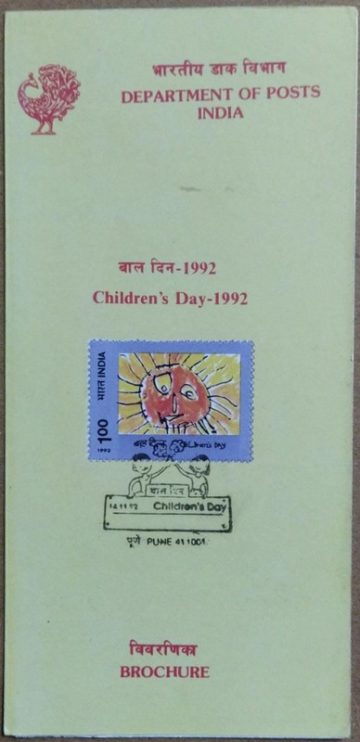 भारतीय डाक विभाग
DEPARTMENT OF POSTS
INDIA
बाल दिन-1992
Children's Day-1992
भारत INDIA
100
1992
बाल दिन Children's Day
बाल दिन
14.11.92 Children's Day
पुणे PUNE 411001
विवरणिका
BROCHURE